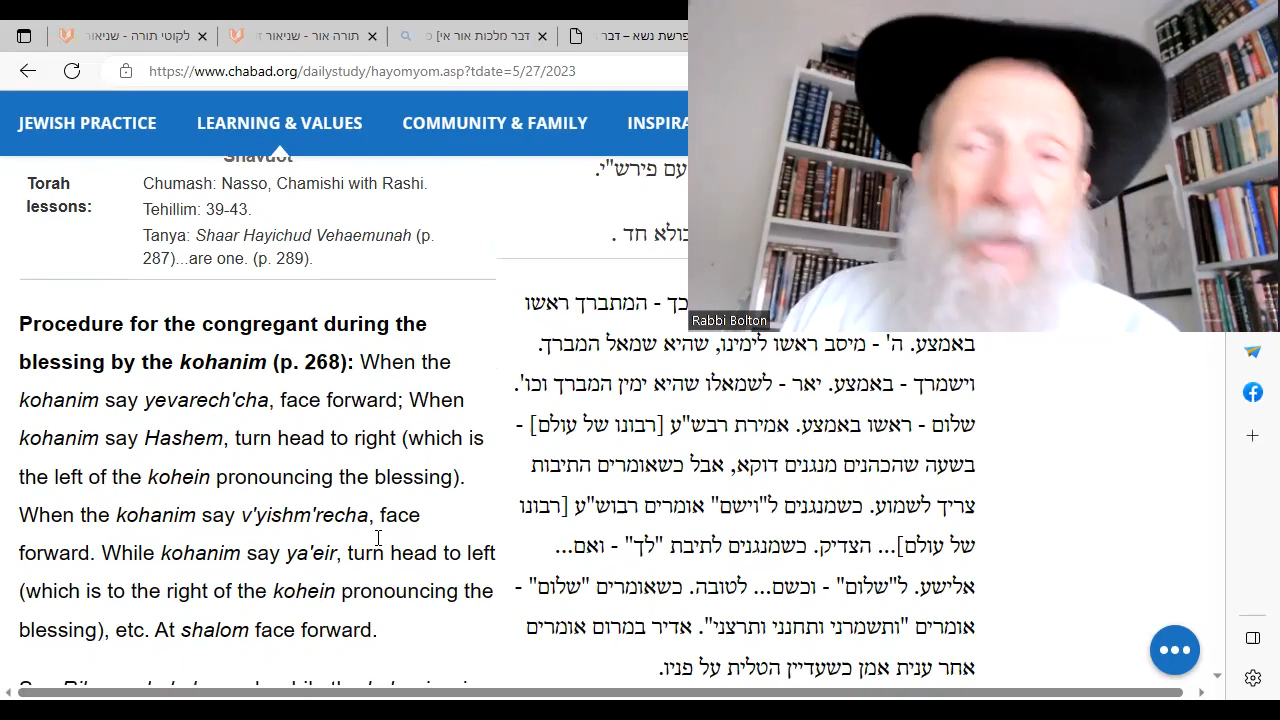 לקוטי תורה - שניאור
תורה אור - שניאור ז
דבר מלכות אור אי] כ
פרשת נשא – דבר
https://www.chabad.org/dailystudy/hayomyom.asp?tdate=5/27/2023
JEWISH PRACTICE LEARNING & VALUES COMMUNITY & FAMILY
Shavuot
Torah lessons:
Chumash: Nasso, Chamishi with Rashi.
Tehillim: 39-43.
Tanya: Shaar Hayichud Vehaemunah (p.
287)...are one. (p. 289).
Procedure for the congregant during the
blessing by the kohanim (p. 268): When the
kohanim say yevarech'cha, face forward; When
kohanim say Hashem, turn head to right (which is
the left of the kohein pronouncing the blessing).
When the kohanim say v'yishm'recha, face
forward. While kohanim say ya'eir, turn head to left
(which is to the right of the kohein pronouncing the
blessing), etc. At shalom face forward.
עם פירש"י.
בולא חד .
כך - המתברך ראשו
באמצע. ה' - מיסב ראשו לימינו, שהיא שמאל המברך.
וישמרך - באמצע. יאר - לשמאלו שהיא ימין המברך וכו'.
שלום - ראשו באמצע. אמירת רבש"ע [רבונו של עולם] -
בשעה שהכהנים מנגנים דוקא, אבל כשאומרים התיבות
צריך לשמוע. כשמנגנים ל"וישם" אומרים רבוש"ע [רבונו
של עולם]... הצדיק. כשמנגנים לתיבת "לך" - ואם...
אלישע. ל"שלום" - וכשם... לטובה. כשאומרים "שלום" -
אומרים "ותשמרני ותחנני ותרצני". אדיר במרום אומרים
אחר ענית אמן כשעדיין הטלית על פניו.
Rabbi Bolton